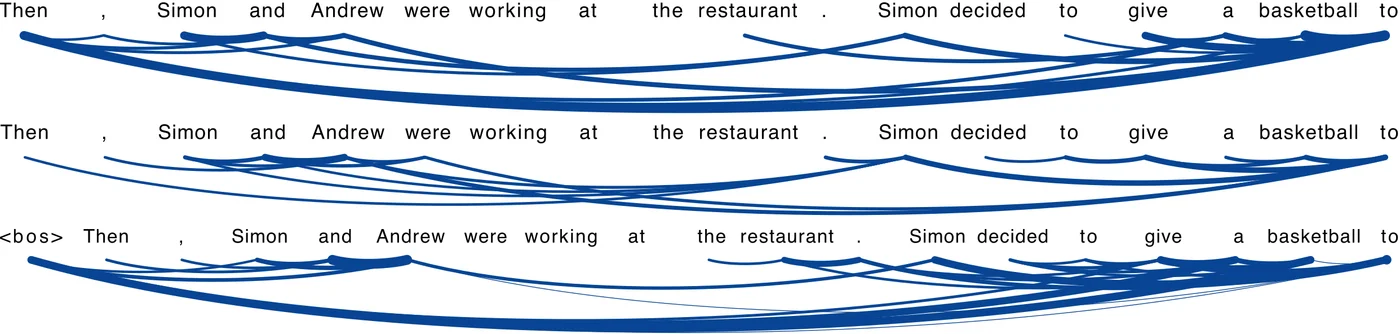 Then , Simon and Andrew were working at the restaurant . Simon decided to give a basketball to
Then , Simon and Andrew were working at the restaurant . Simon decided to give a basketball to
<bos> Then , Simon and Andrew were working at the restaurant . Simon decided to give a basketball to